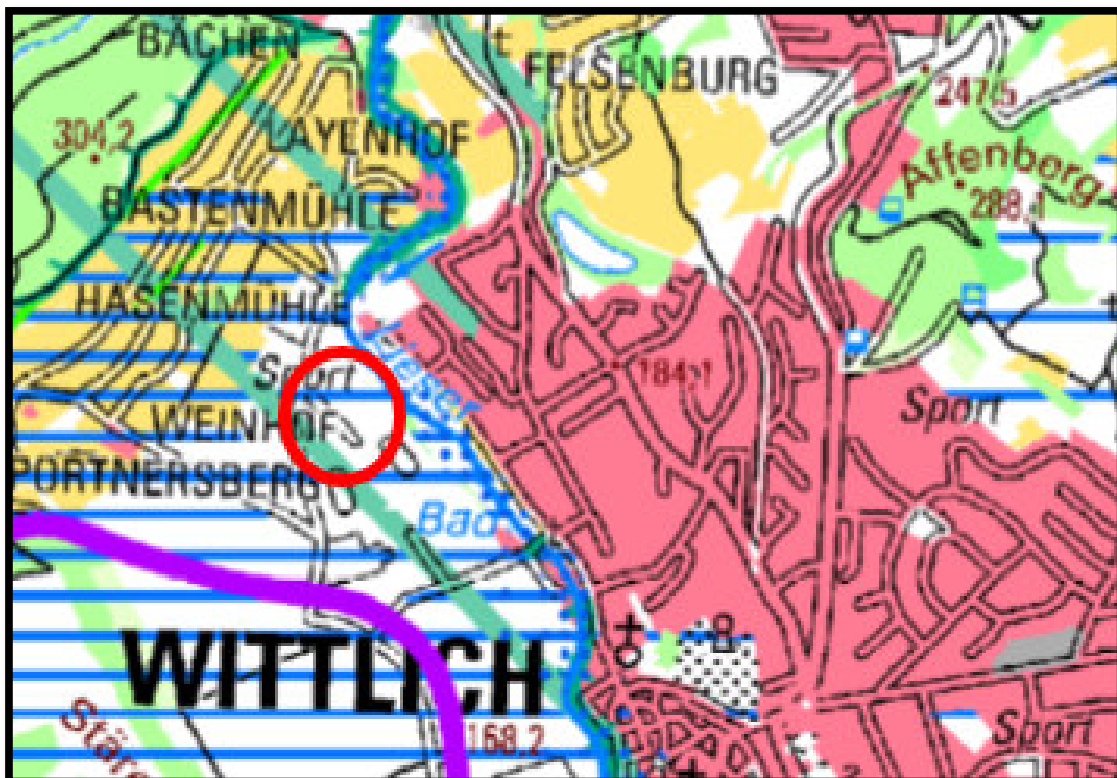 BACHEN
t
FELSENBURG
247,5
304,2
LAYENHOF
Affenberg
288,1
BASTENMÜHLE
HASENMÜHLE
Lieser
Sport
184,1
Sport
WEINHOF
PORTNERSBERG
Bad
WITTLICH
168,2
Sport